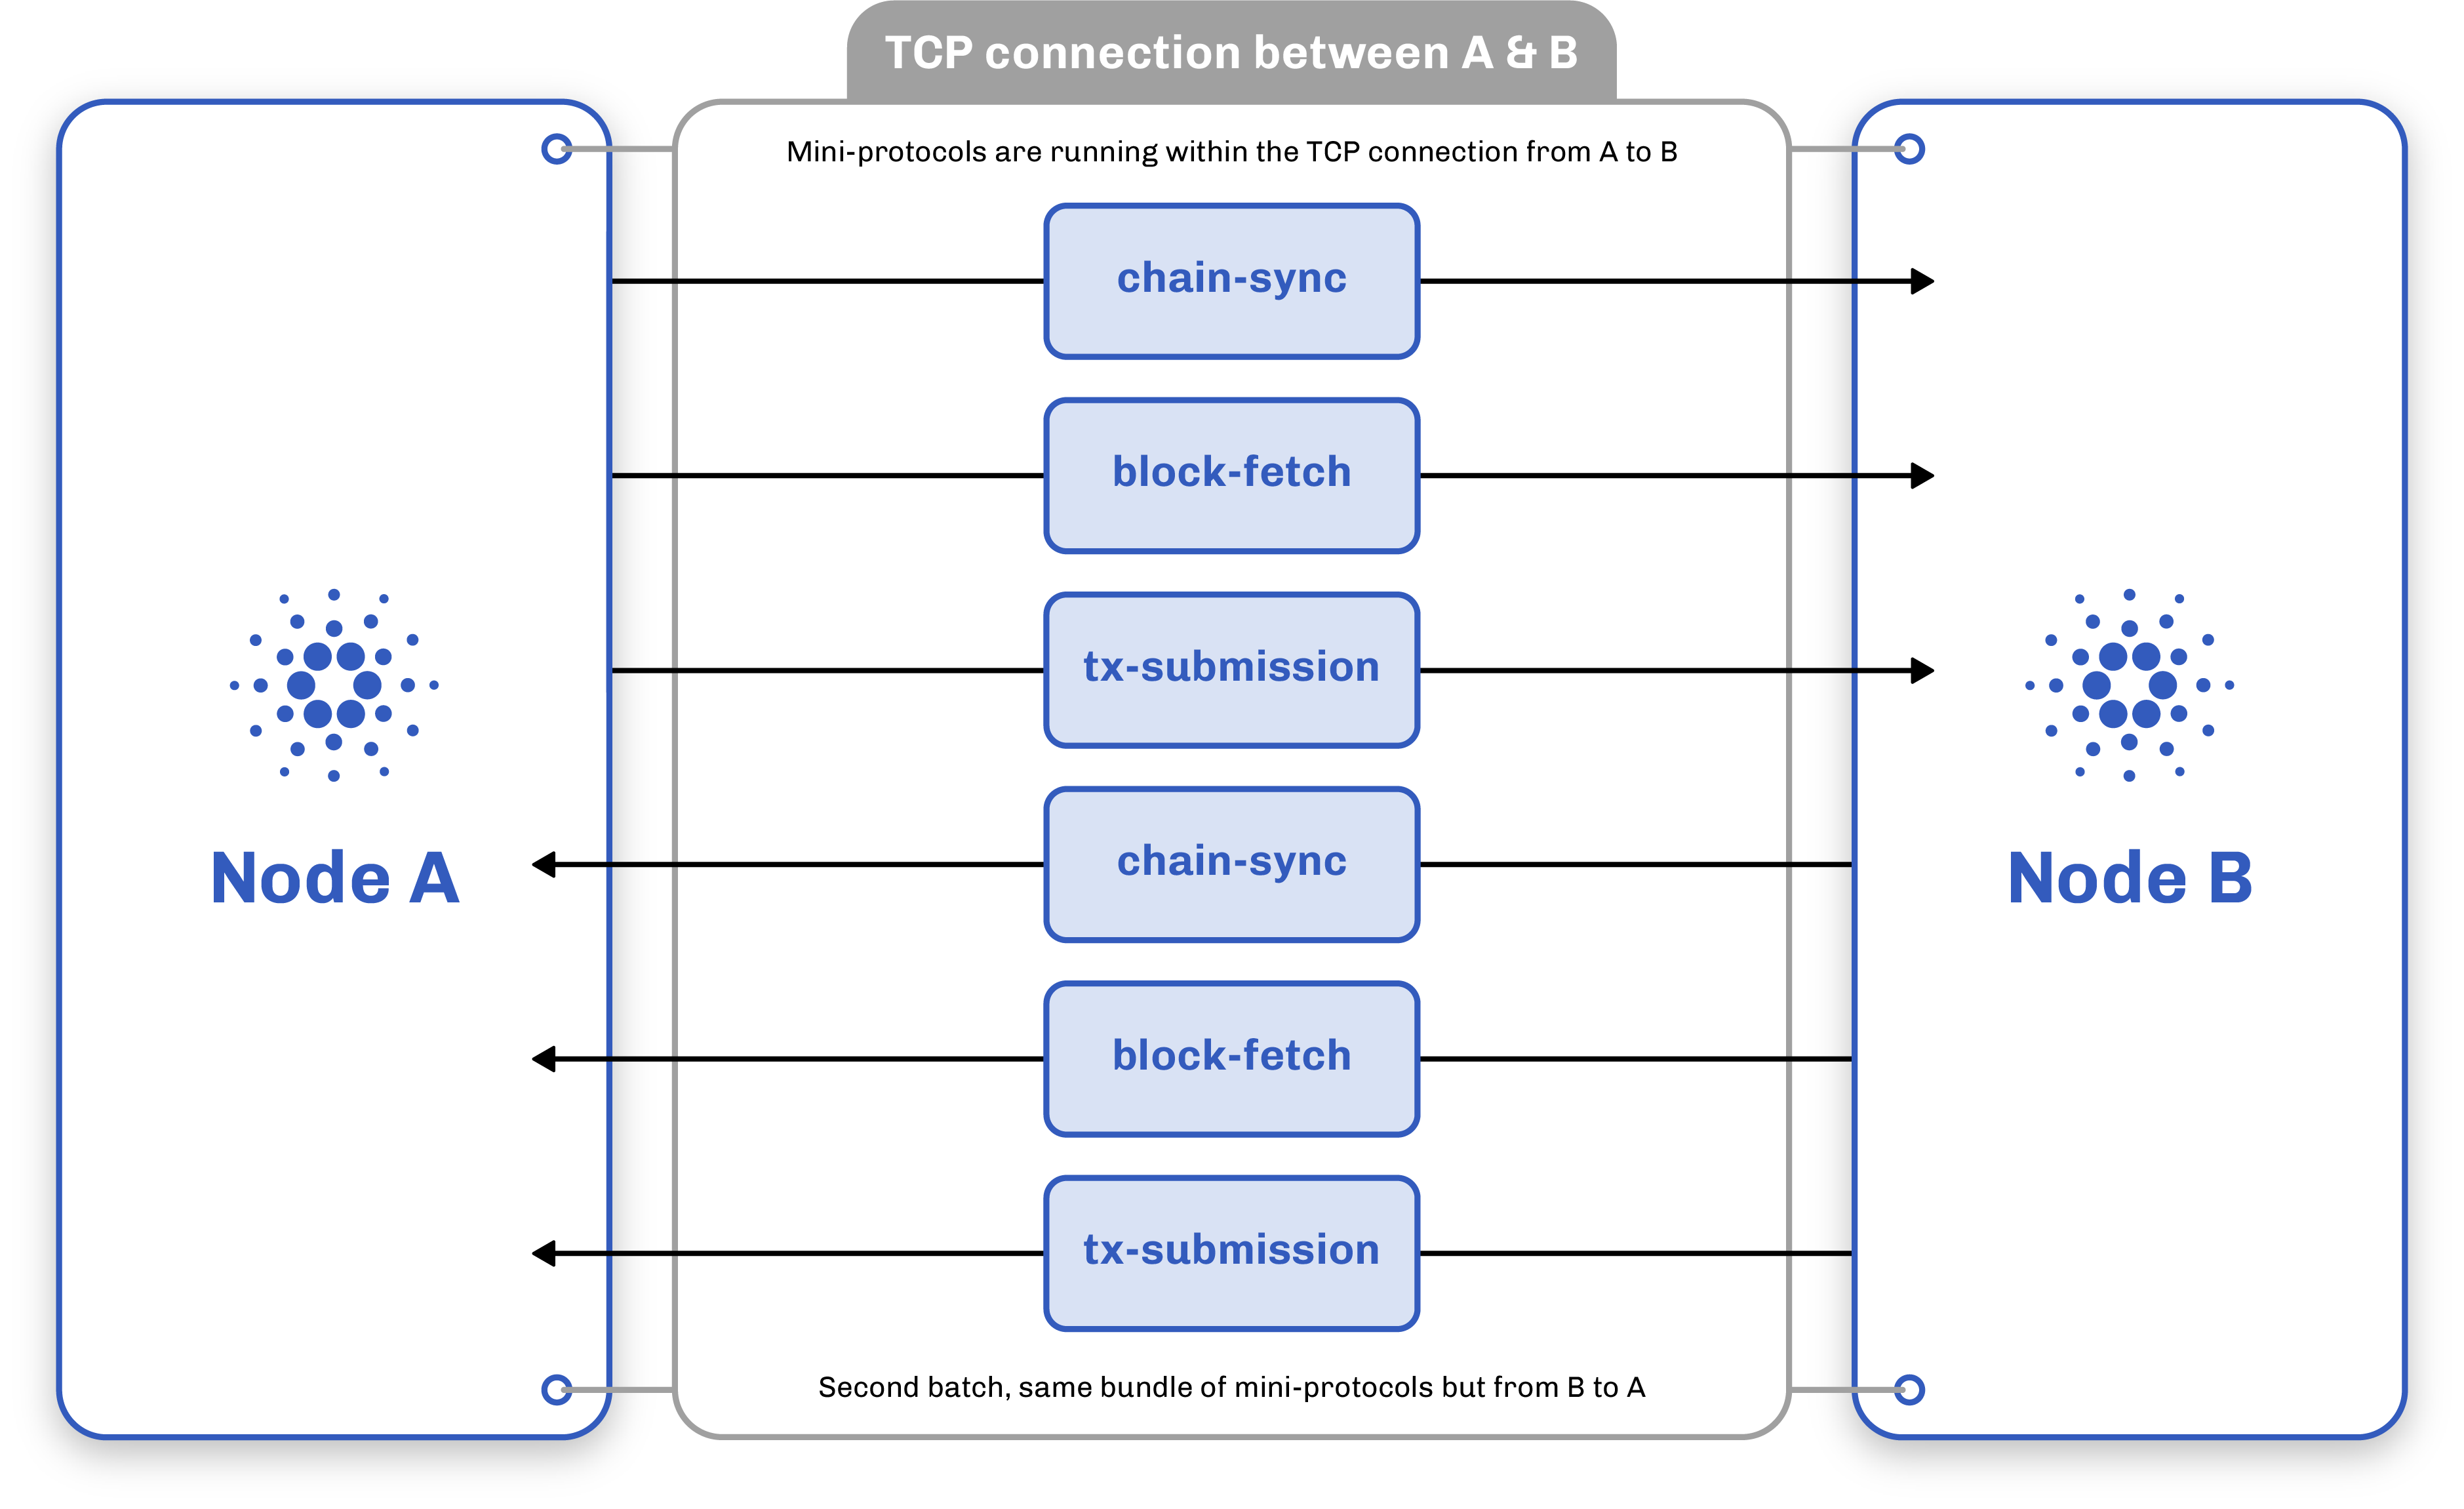 TCP connection between A & B
Mini-protocols are running within the TCP connection from A to B
chain-sync
block-fetch
tx-submission
chain-sync
Node A
Node B
block-fetch
tx-submission
Second batch, same bundle of mini-protocols but from B to A